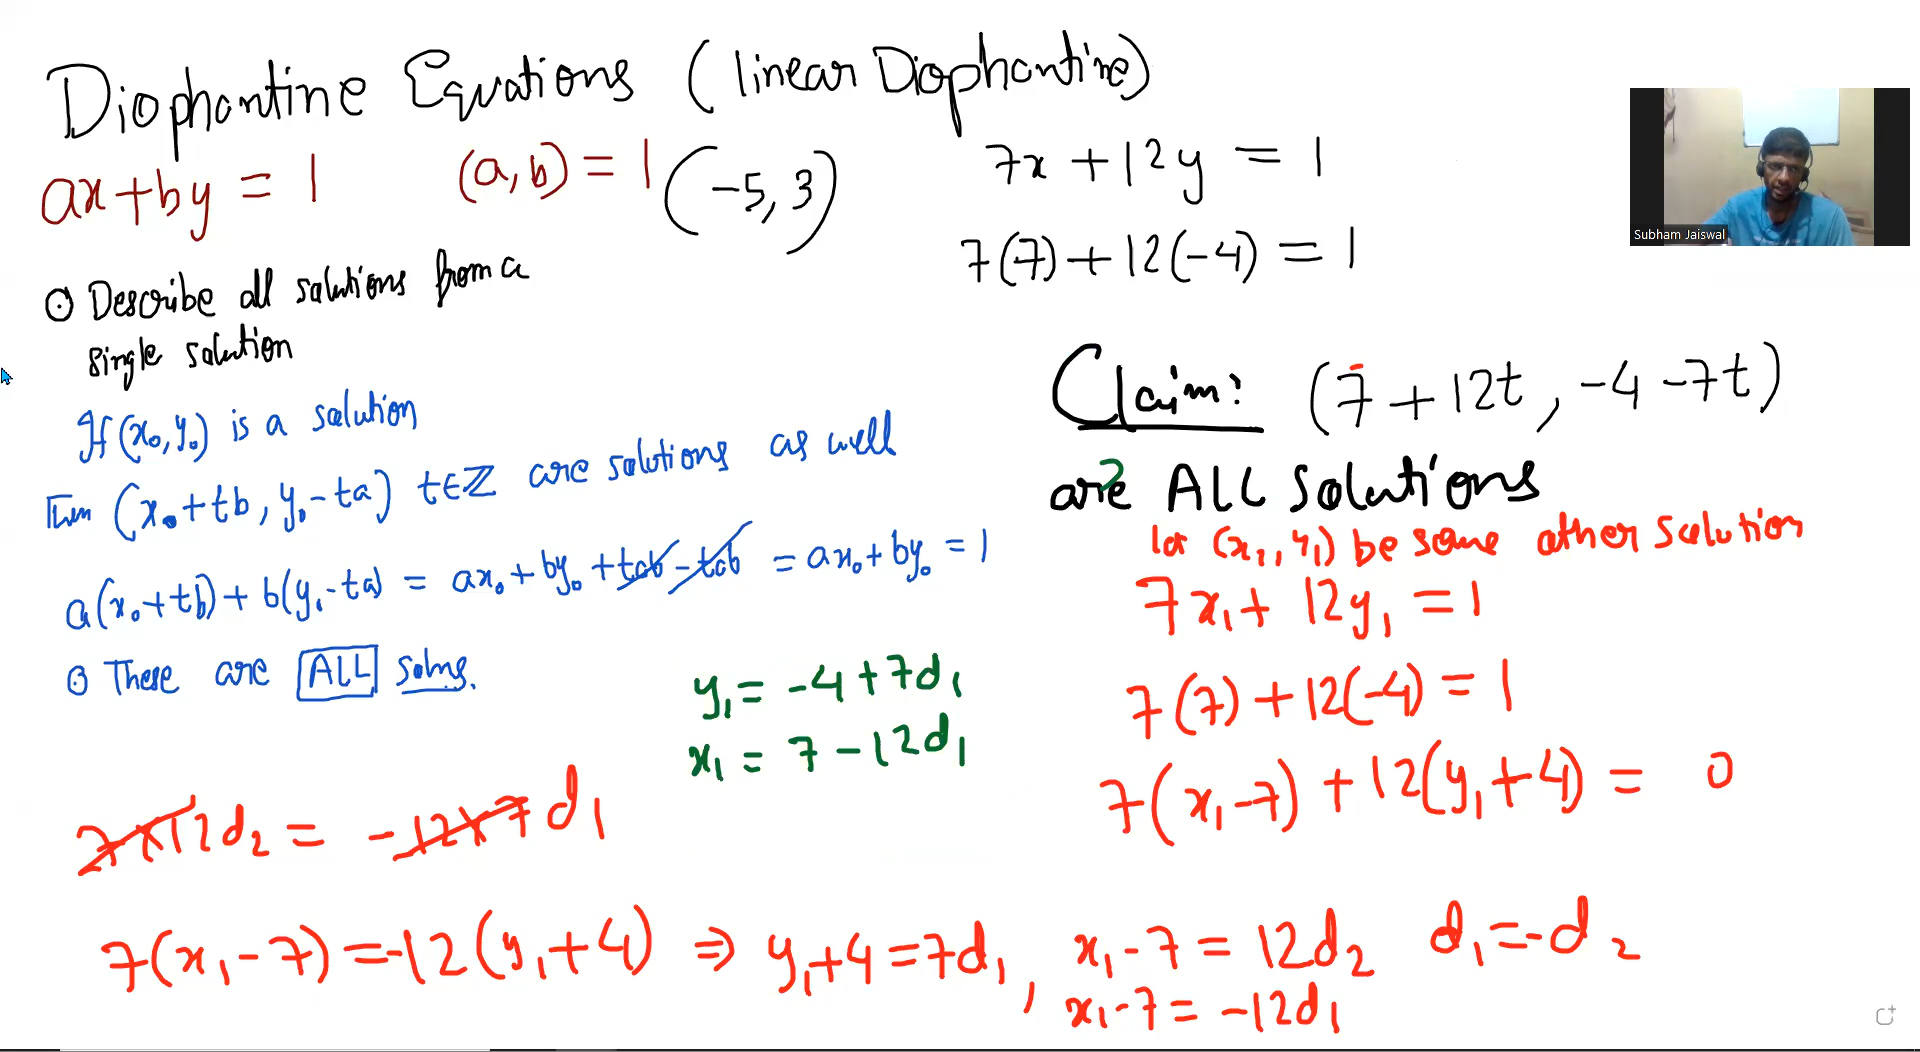 Diophantine Equations (linear Diophantine)
ax+by = 1 (a,b) = 1 (-5, 3)
7x + 12y = 1
7(7) + 12(-4) = 1
⊙ Describe all solutions from a
single solution
If (x₀, y₀) is a solution
Then (x₀+tb, y₀-ta) t∈ℤ are solutions as well
a(x₀+tb) + b(y₀-ta) = ax₀+by₀ +tab - tab = ax₀+by₀ = 1
⊙ These are ALL solns.
Subham Jaiswal
Claim: (7 + 12t, -4 -7t)
are ALL solutions
let (x₁, y₁) be some other solution
7x₁ + 12y₁ = 1
7(7) + 12(-4) = 1
7(x₁-7) + 12(y₁+4) = 0
y₁ = -4+7d₁
x₁ = 7 -12d₁
7×12d₂ = -12×7 d₁
7(x₁-7) = -12(y₁+4) ⇒ y₁+4 = 7d₁, x₁-7 = 12d₂ d₁=-d₂
x₁-7 = -12d₁